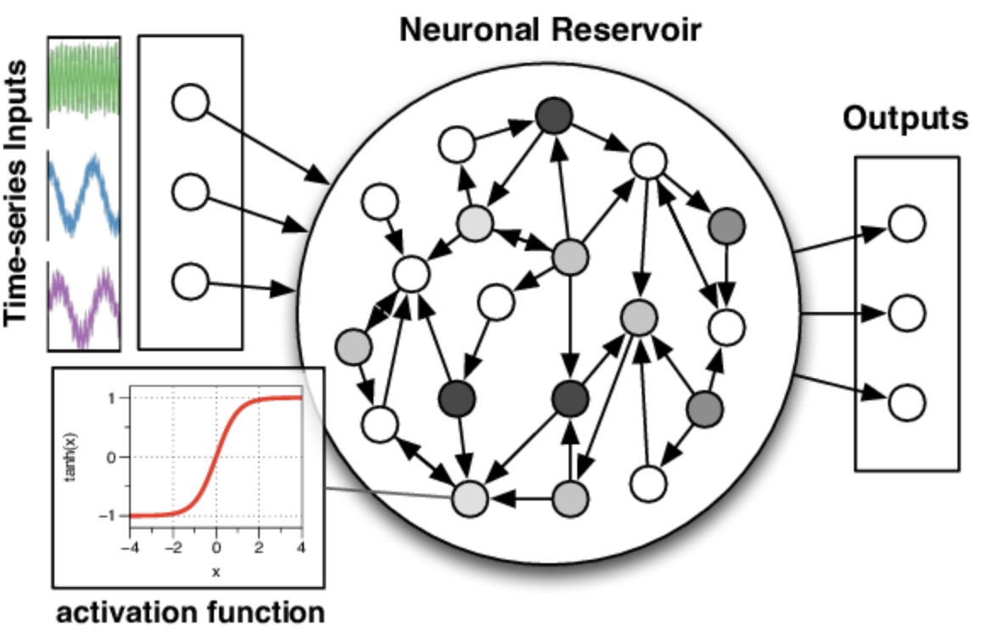 Neuronal Reservoir
Time-series Inputs
Outputs
tanh(x)
1
0
−1
−4 −2 0 2 4
x
activation function